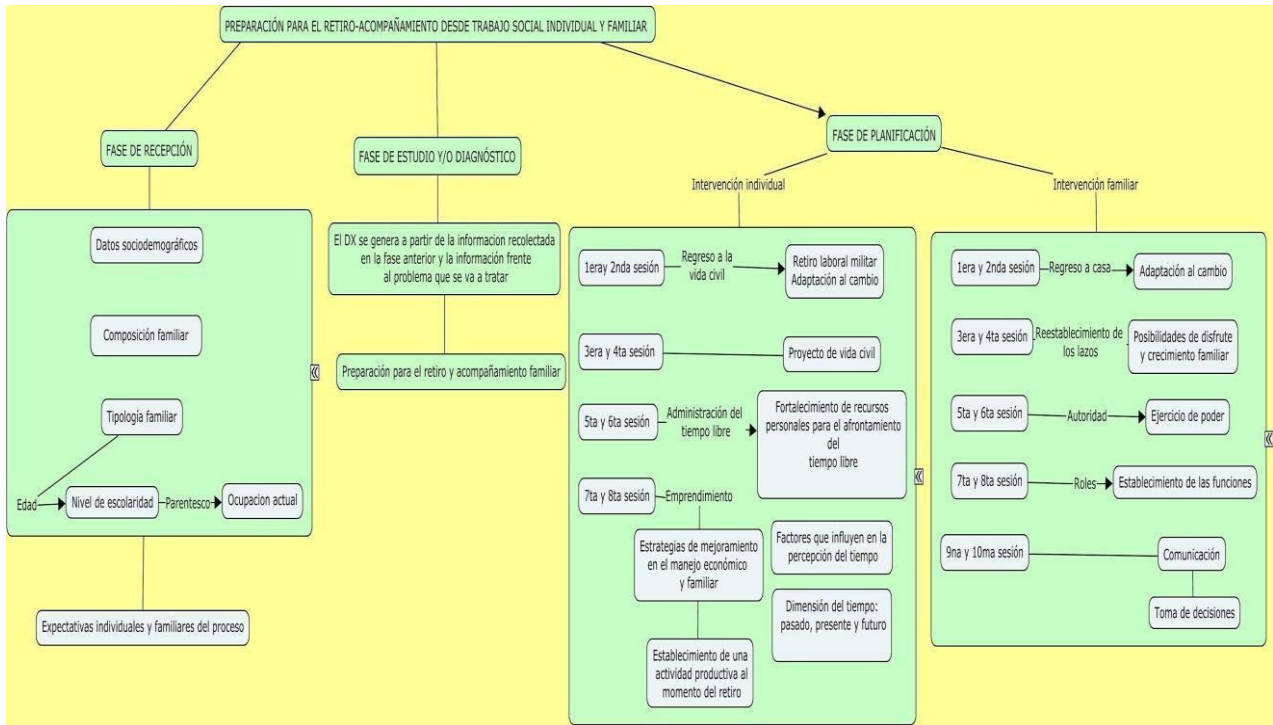 PREPARACIÓN PARA EL RETIRO-ACOMPAÑAMIENTO DESDE TRABAJO SOCIAL INDIVIDUAL Y FAMILIAR
FASE DE RECEPCIÓN
Datos sociodemográficos
Composición familiar
Tipología familiar
Edad
Nivel de escolaridad
Parentesco
Ocupacion actual
Expectativas individuales y familiares del proceso
FASE DE ESTUDIO Y/O DIAGNÓSTICO
El DX se genera a partir de la informacion recolectada
en la fase anterior y la información frente
al problema que se va a tratar
Preparación para el retiro y acompañamiento familiar
FASE DE PLANIFICACIÓN
Intervención individual
1eray 2nda sesión
Regreso a la
vida civil
Retiro laboral militar
Adaptación al cambio
3era y 4ta sesión
Proyecto de vida civil
5ta y 6ta sesión
Administración del
tiempo libre
Fortalecimiento de recursos
personales para el afrontamiento
del
tiempo libre
7ta y 8ta sesión
Emprendimiento
Estrategias de mejoramiento
en el manejo económico
y familiar
Establecimiento de una
actividad productiva al
momento del retiro
Factores que influyen en la
percepción del tiempo
Dimensión del tiempo:
pasado, presente y futuro
Intervención familiar
1era y 2nda sesión
Regreso a casa
Adaptación al cambio
3era y 4ta sesión
Reestablecimiento de
los lazos
Posibilidades de disfrute
y crecimiento familiar
5ta y 6ta sesión
Autoridad
Ejercicio de poder
7ta y 8ta sesión
Roles
Establecimiento de las funciones
9na y 10ma sesión
Comunicación
Toma de decisiones